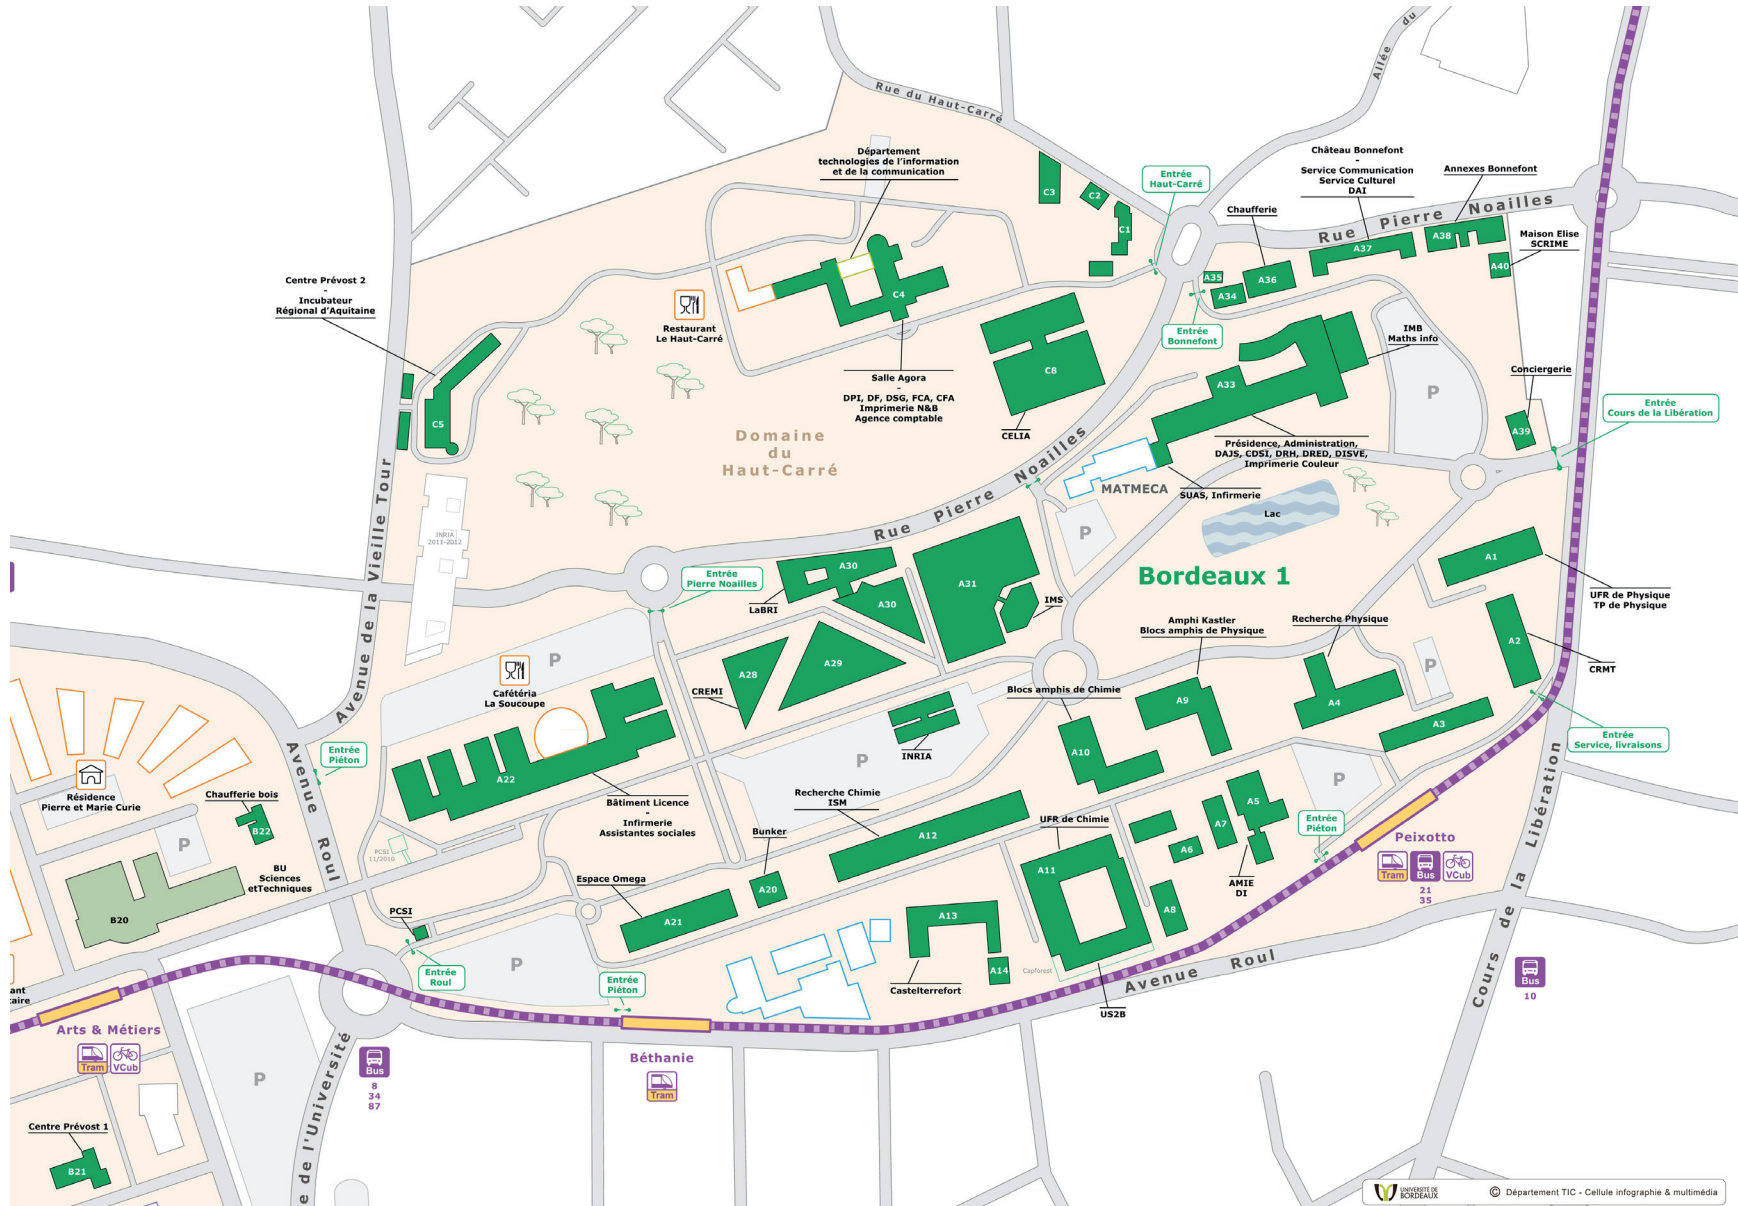 Allée
du
Rue du Haut-Carré
Département
technologies de l'information
et de la communication
Entrée
Haut-Carré
Château Bonnefont
-
Service Communication
Service Culturel
DAI
Annexes Bonnefont
Chaufferie
Rue Pierre Noailles
Maison Elise
SCRIME
C3
C2
C1
A38
A37
A40
A35
A36
A34
Entrée
Bonnefont
Centre Prévost 2
-
Incubateur
Régional d'Aquitaine
Restaurant
Le Haut-Carré
C4
C8
C5
IMB
Maths info
P
Conciergerie
Salle Agora
-
DPI, DF, DSG, FCA, CFA
Imprimerie N&B
Agence comptable
CELIA
A33
A39
Entrée
Cours de la Libération
Domaine
du
Haut-Carré
Présidence, Administration,
DAJS, CDSI, DRH, DRED, DISVE,
Imprimerie Couleur
MATMECA
SUAS, Infirmerie
Lac
Rue Pierre Noailles
P
INRIA
2011-2012
Avenue de la Vieille Tour
Entrée
Pierre Noailles
A30
A30
A31
LaBRI
IMS
Bordeaux 1
A1
UFR de Physique
TP de Physique
A2
CRMT
Amphi Kastler
Blocs amphis de Physique
Recherche Physique
P
P
Cafétéria
La Soucoupe
A28
A29
CREMI
Blocs amphis de Chimie
A9
A4
A3
A10
INRIA
P
P
Entrée
Service, livraisons
Avenue Roul
Entrée
Piéton
Résidence
Pierre et Marie Curie
Chaufferie bois
B22
P
A22
Bâtiment Licence
-
Infirmerie
Assistantes sociales
Recherche Chimie
ISM
A12
UFR de Chimie
A5
A7
A6
Entrée
Piéton
Peixotto
Tram
Bus
VCub
21
35
PCSI
11/2010
Bunker
A20
Espace Omega
A21
BU
Sciences
etTechniques
B20
PCSI
A11
AMIE
DI
A8
A13
A14
Castelterrefort
Capforest
US2B
Entrée
Roul
P
Entrée
Piéton
Avenue Roul
Cours de la Libération
Bus
10
ant
taire
Arts & Métiers
Tram
VCub
Bus
8
34
87
Béthanie
Tram
P
e de l'Université
Centre Prévost 1
B21
UNIVERSITÉ DE
BORDEAUX
© Département TIC - Cellule infographie & multimédia